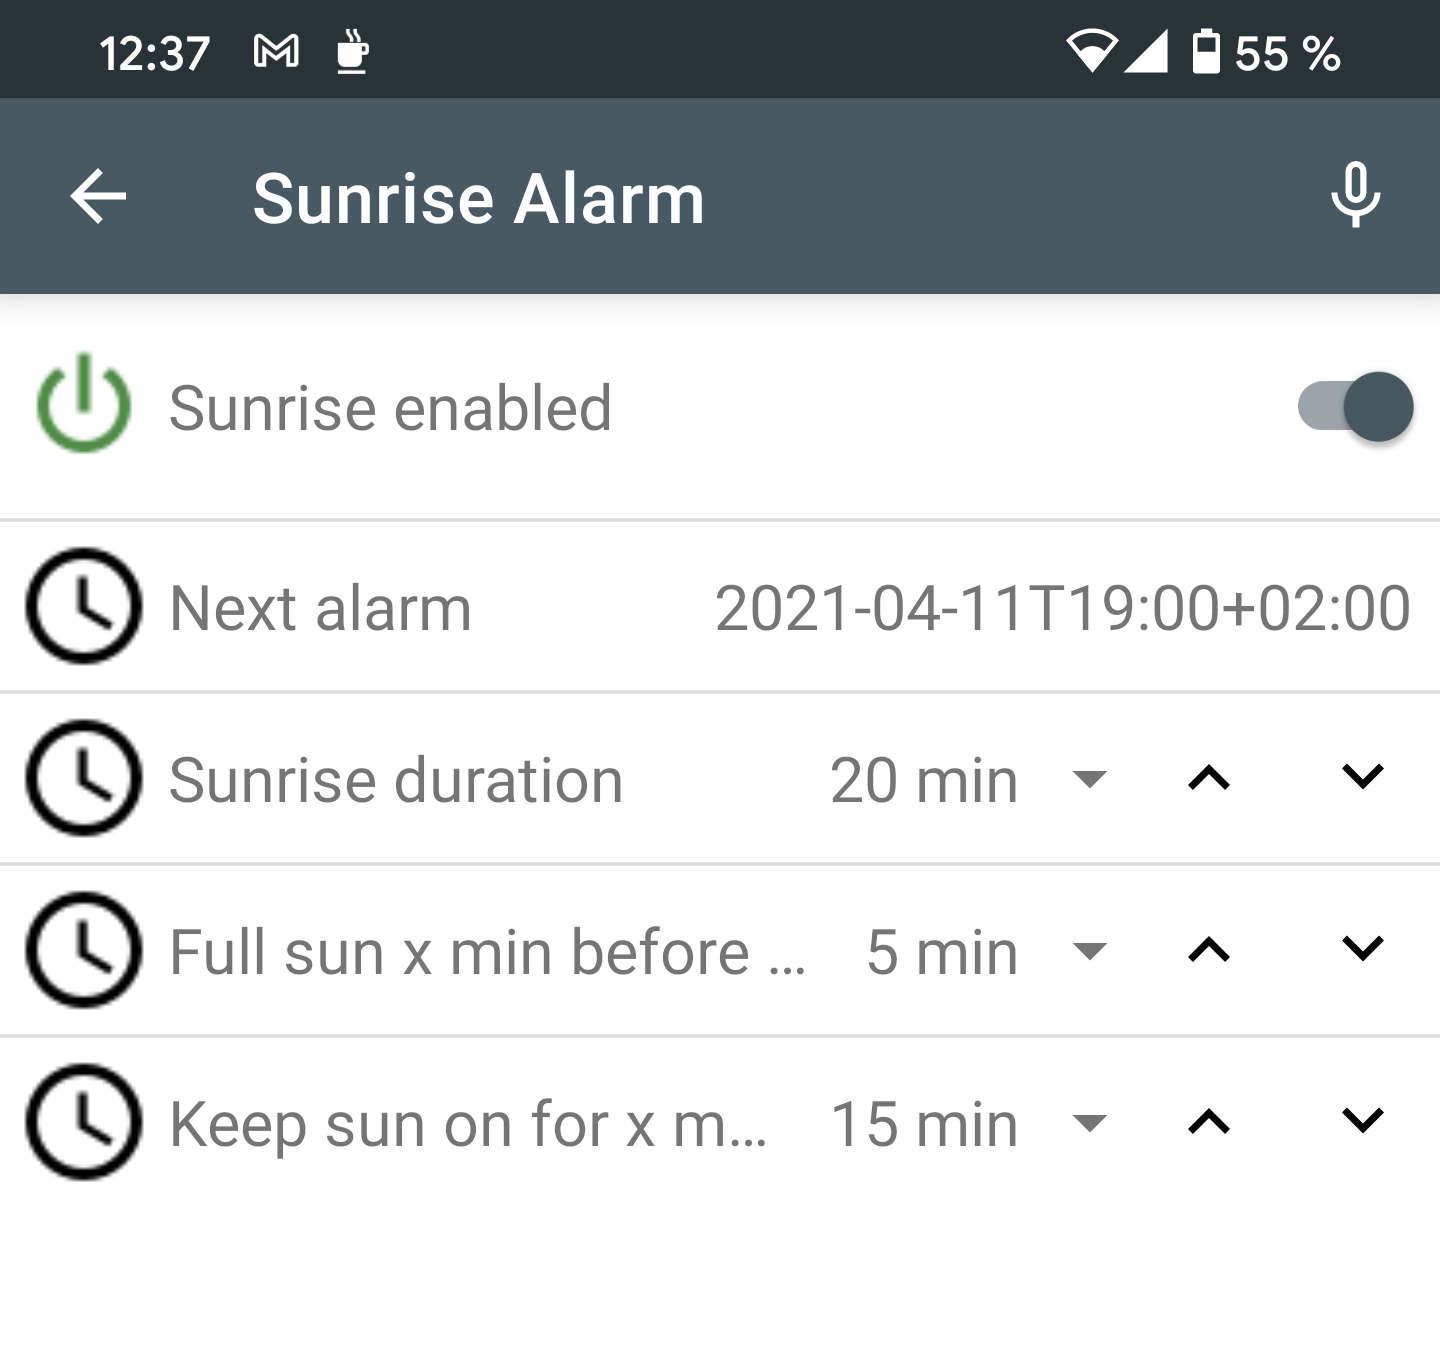 12:37 55 %
Sunrise Alarm
Sunrise enabled
Next alarm 2021-04-11T19:00+02:00
Sunrise duration 20 min
Full sun x min before ... 5 min
Keep sun on for x m... 15 min